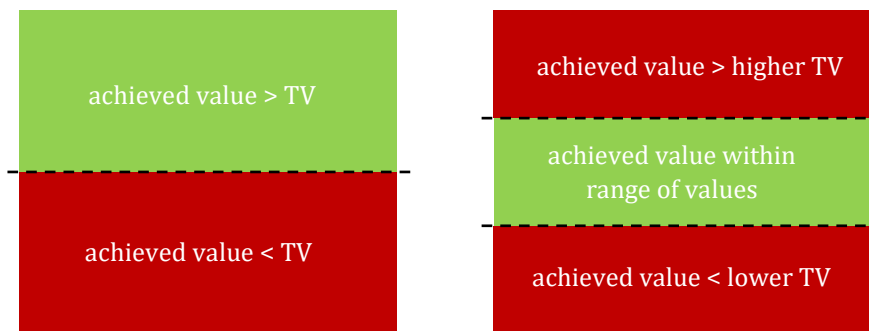 achieved value > TV
achieved value < TV
achieved value > higher TV
achieved value within
range of values
achieved value < lower TV